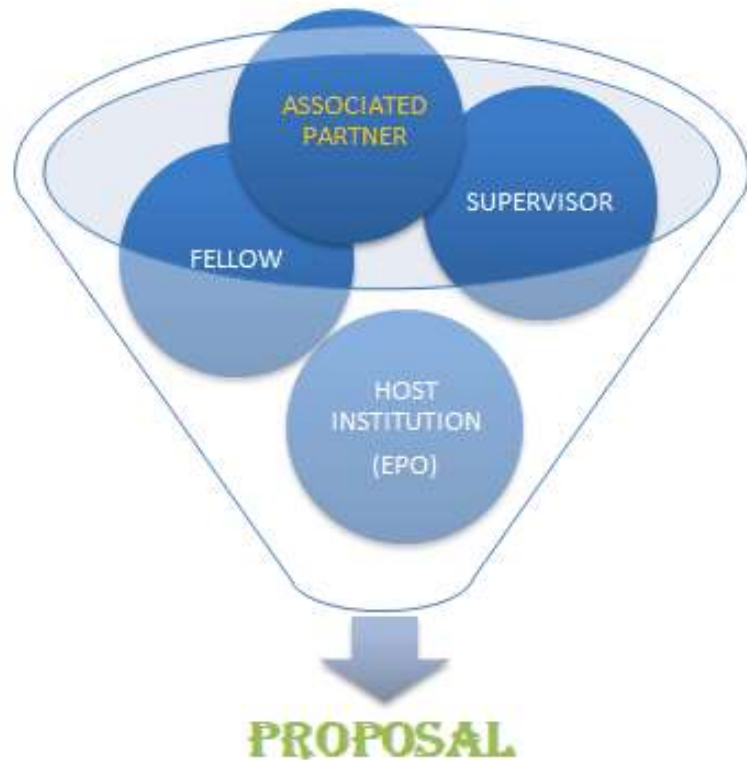 ASSOCIATED
PARTNER
SUPERVISOR
FELLOW
HOST
INSTITUTION
(EPO)
PROPOSAL